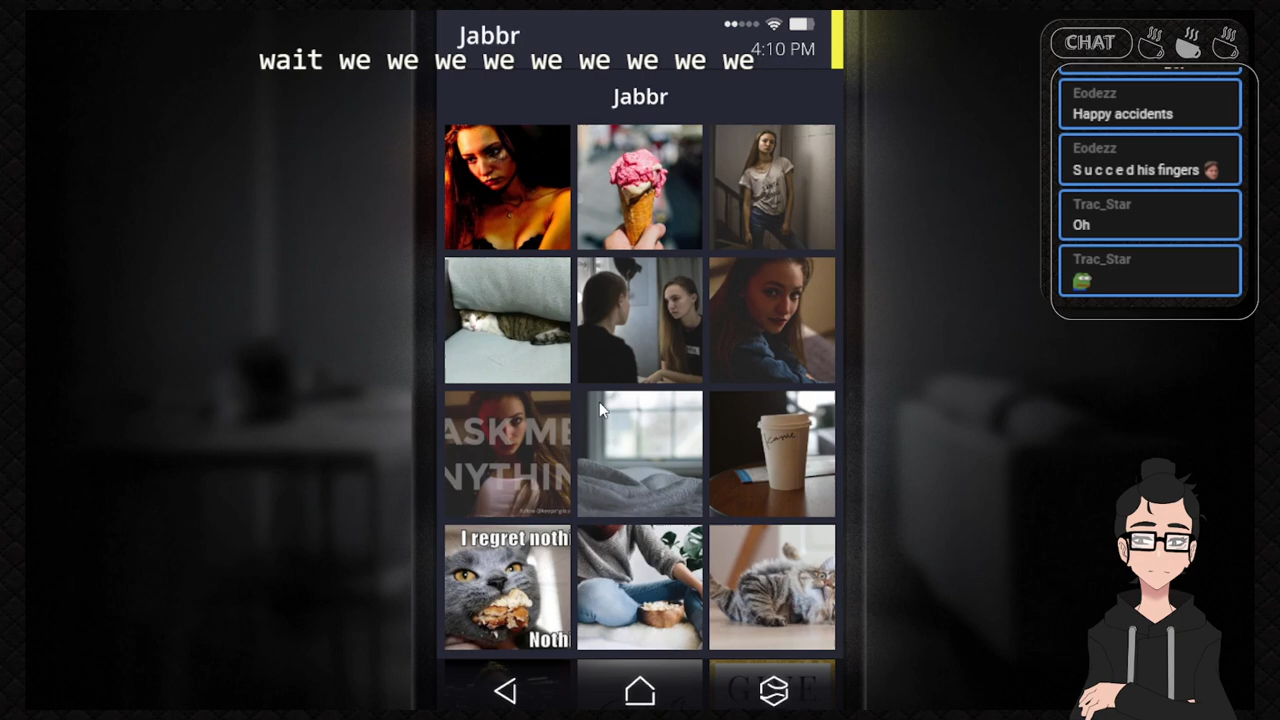 Jabbr
4:10 PM
wait we we we we we we we we we
Jabbr
CHAT
Eodezz
Happy accidents
Eodezz
S u c c e d his fingers
Trac_Star
Oh
Trac_Star
ASK ME
NYTHIN
I regret noth
Noth
GIVE